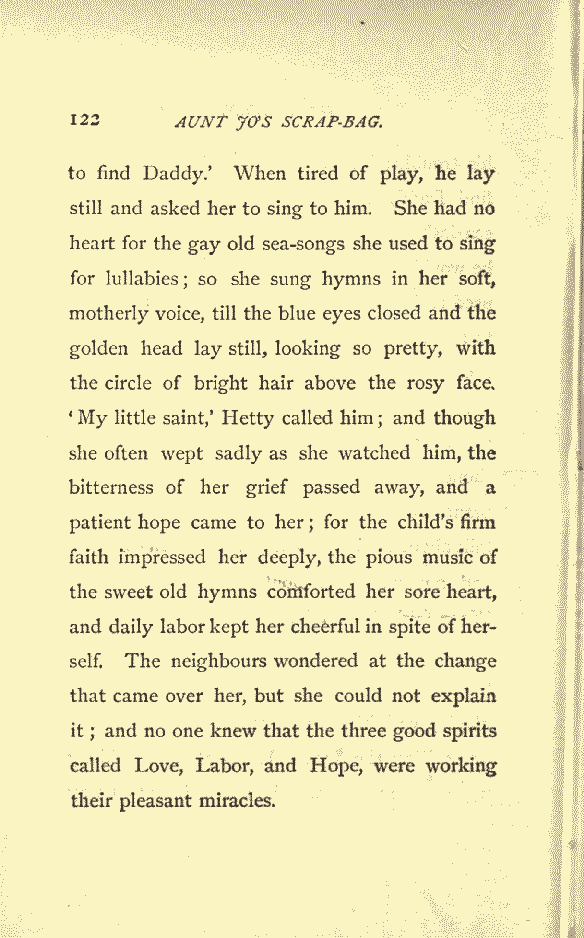 122 AUNT JO'S SCRAP-BAG.
to find Daddy.' When tired of play, he lay
still and asked her to sing to him. She had no
heart for the gay old sea-songs she used to sing
for lullabies; so she sung hymns in her soft,
motherly voice, till the blue eyes closed and the
golden head lay still, looking so pretty, with
the circle of bright hair above the rosy face.
'My little saint,' Hetty called him; and though
she often wept sadly as she watched him, the
bitterness of her grief passed away, and a
patient hope came to her; for the child's firm
faith impressed her deeply, the pious music of
the sweet old hymns comforted her sore heart,
and daily labor kept her cheerful in spite of her-
self. The neighbours wondered at the change
that came over her, but she could not explain
it; and no one knew that the three good spirits
called Love, Labor, and Hope, were working
their pleasant miracles.